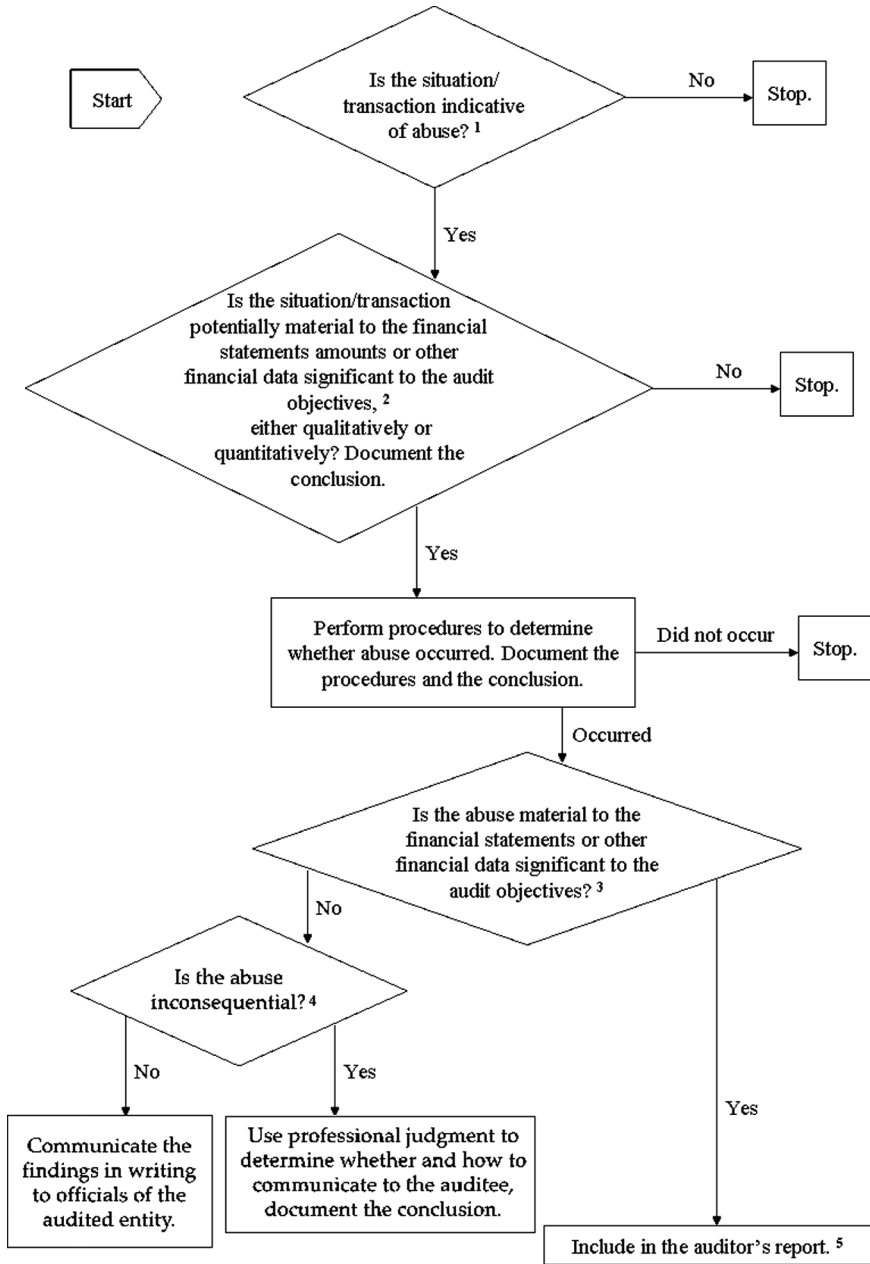 Start
Is the situation/
transaction indicative
of abuse? 1
No
Stop.
Yes
Is the situation/transaction
potentially material to the financial
statements amounts or other
financial data significant to the audit
objectives, 2
either qualitatively or
quantitatively? Document the
conclusion.
No
Stop.
Yes
Perform procedures to determine
whether abuse occurred. Document the
procedures and the conclusion.
Did not occur
Stop.
Occurred
Is the abuse material to the
financial statements or other
financial data significant to the
audit objectives? 3
No
Is the abuse
inconsequential? 4
No
Yes
Yes
Communicate the
findings in writing
to officials of the
audited entity.
Use professional judgment to
determine whether and how to
communicate to the auditee,
document the conclusion.
Include in the auditor's report. 5